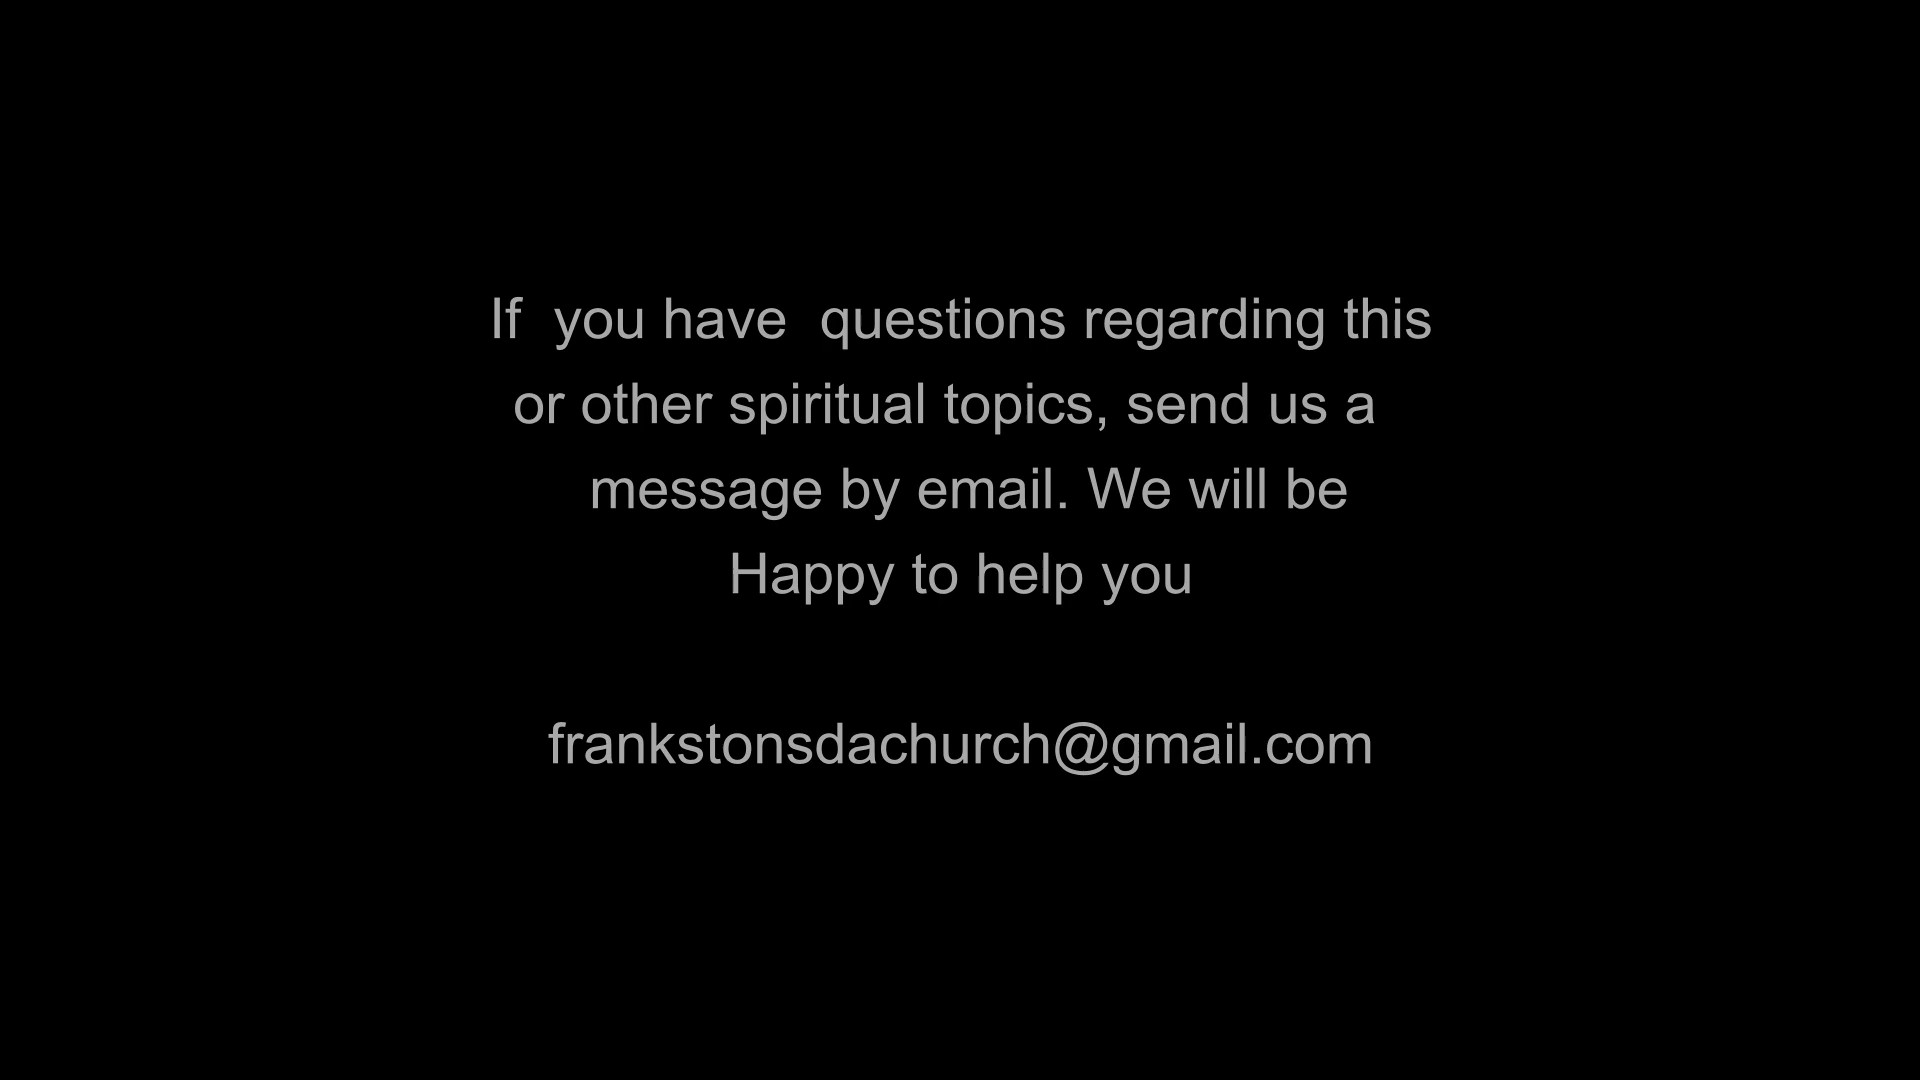 If  you have  questions regarding this
or other spiritual topics, send us a
message by email. We will be
Happy to help you
frankstonsdachurch@gmail.com